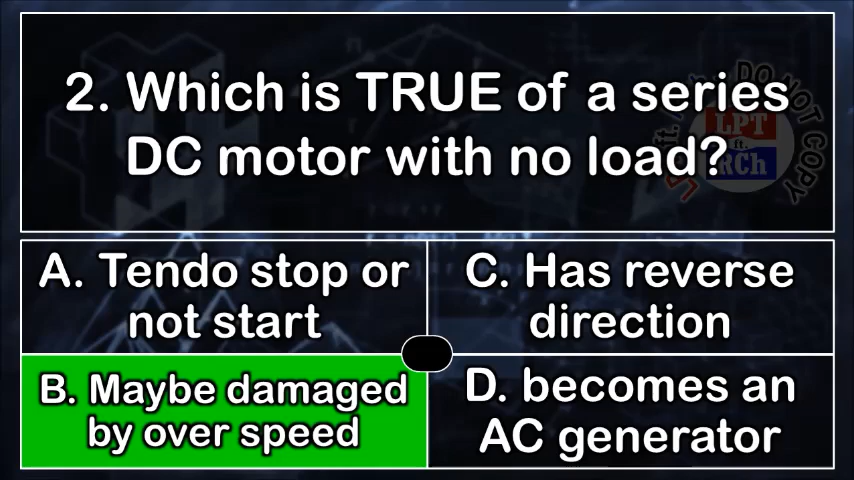 2. Which is TRUE of a series
DC motor with no load?
DO NOT COPY
LPT
ft.
RCh
A. Tendo stop or
not start
C. Has reverse
direction
B. Maybe damaged
by over speed
D. becomes an
AC generator